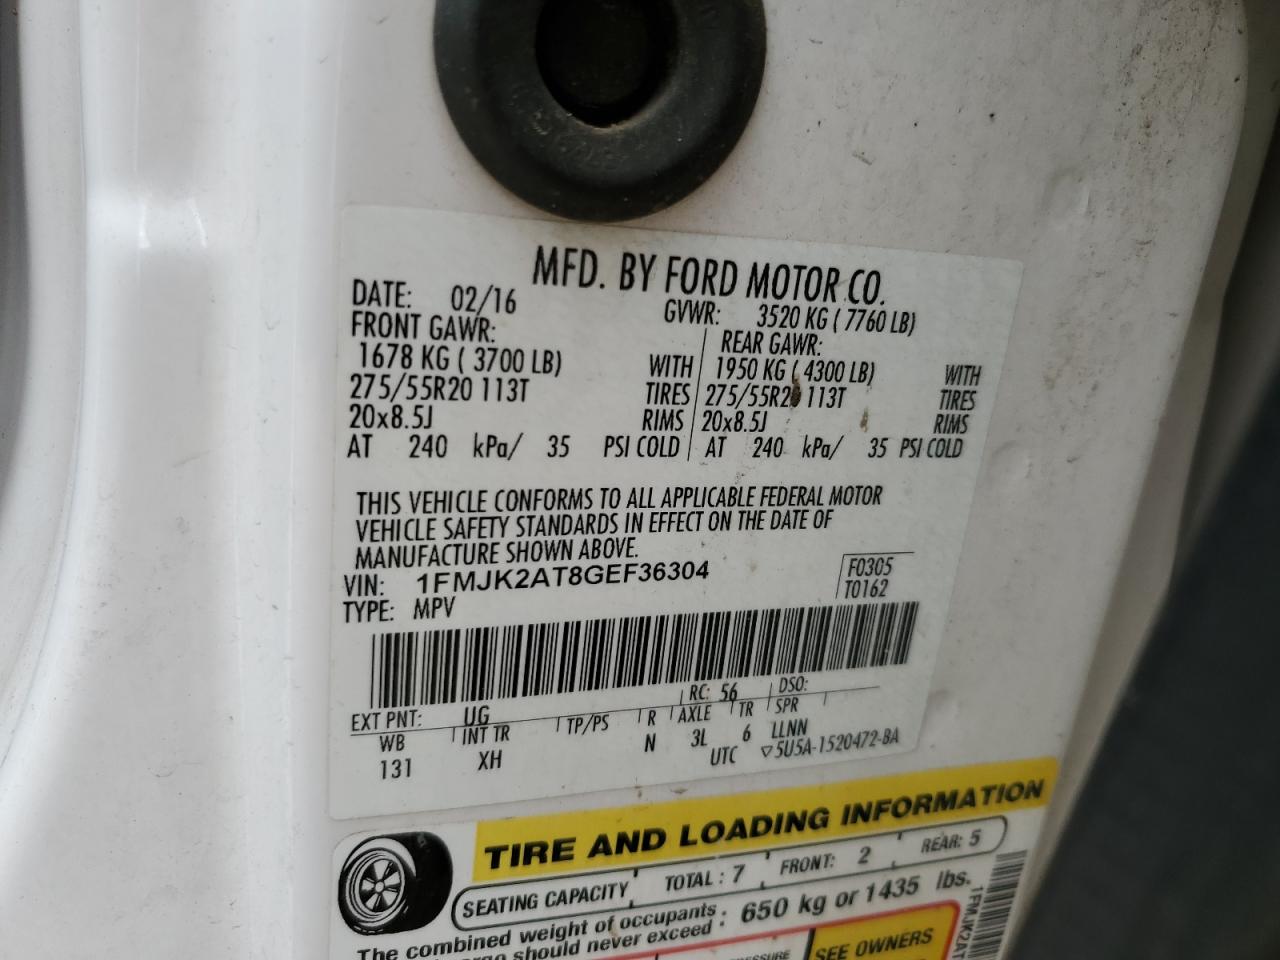 MFD. BY FORD MOTOR CO.
DATE: 02/16 GVWR: 3520 KG ( 7760 LB)
FRONT GAWR: REAR GAWR:
1678 KG ( 3700 LB) WITH 1950 KG ( 4300 LB) WITH
275/55R20 113T TIRES 275/55R20 113T TIRES
20x8.5J RIMS 20x8.5J RIMS
AT 240 kPa/ 35 PSI COLD AT 240 kPa/ 35 PSI COLD
THIS VEHICLE CONFORMS TO ALL APPLICABLE FEDERAL MOTOR
VEHICLE SAFETY STANDARDS IN EFFECT ON THE DATE OF
MANUFACTURE SHOWN ABOVE.
VIN: 1FMJK2AT8GEF36304 F0305
TYPE: MPV T0162
EXT PNT: UG RC: 56 DSO:
WB INT TR TP/PS R AXLE TR SPR
131 XH N 3L 6 LLNN
UTC ▽5U5A-1520472-BA
TIRE AND LOADING INFORMATION
SEATING CAPACITY TOTAL : 7 FRONT: 2 REAR: 5
The combined weight of occupants : 650 kg or 1435 lbs.
should never exceed :
SEE OWNERS
1FMJK2AT